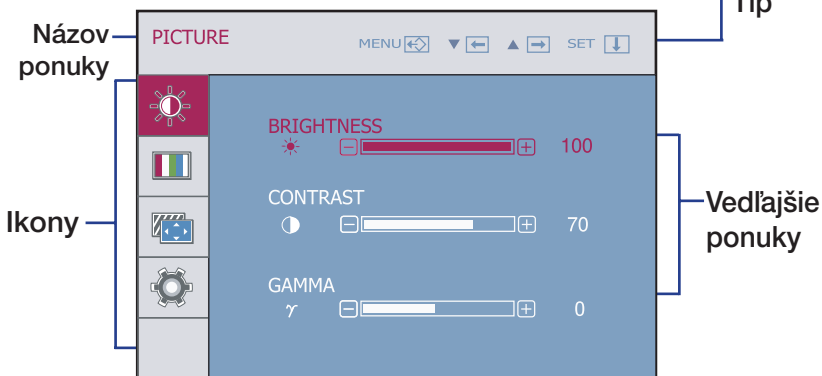 Tip
Názov
ponuky
PICTURE MENU ▼ ▲ SET
BRIGHTNESS
100
CONTRAST
70
Ikony
Vedľajšie
ponuky
GAMMA
γ 0